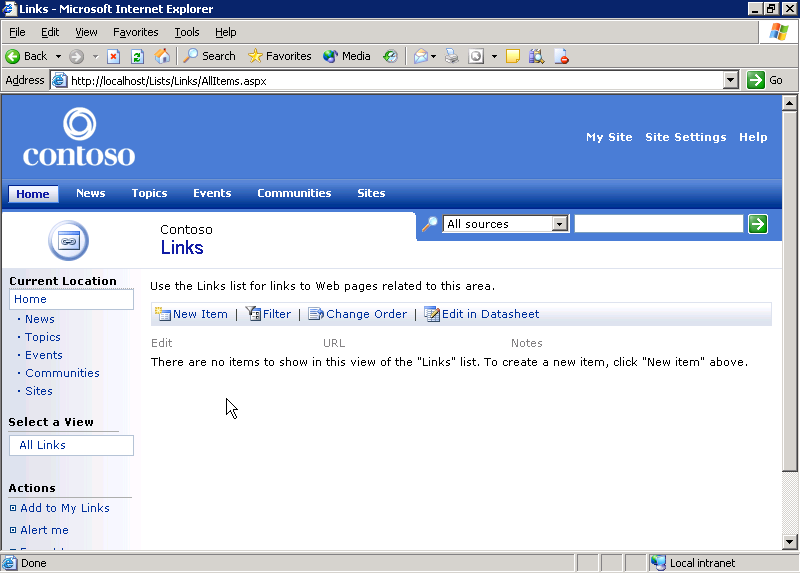 Links - Microsoft Internet Explorer
File Edit View Favorites Tools Help
Back Search Favorites Media
Address http://localhost/Lists/Links/AllItems.aspx Go
contoso
My Site Site Settings Help
Home News Topics Events Communities Sites
All sources
Contoso
Links
Current Location
Home
News
Topics
Events
Communities
Sites
Select a View
All Links
Actions
Add to My Links
Alert me
Use the Links list for links to Web pages related to this area.
New Item | Filter | Change Order | Edit in Datasheet
Edit URL Notes
There are no items to show in this view of the "Links" list. To create a new item, click "New item" above.
Done Local intranet